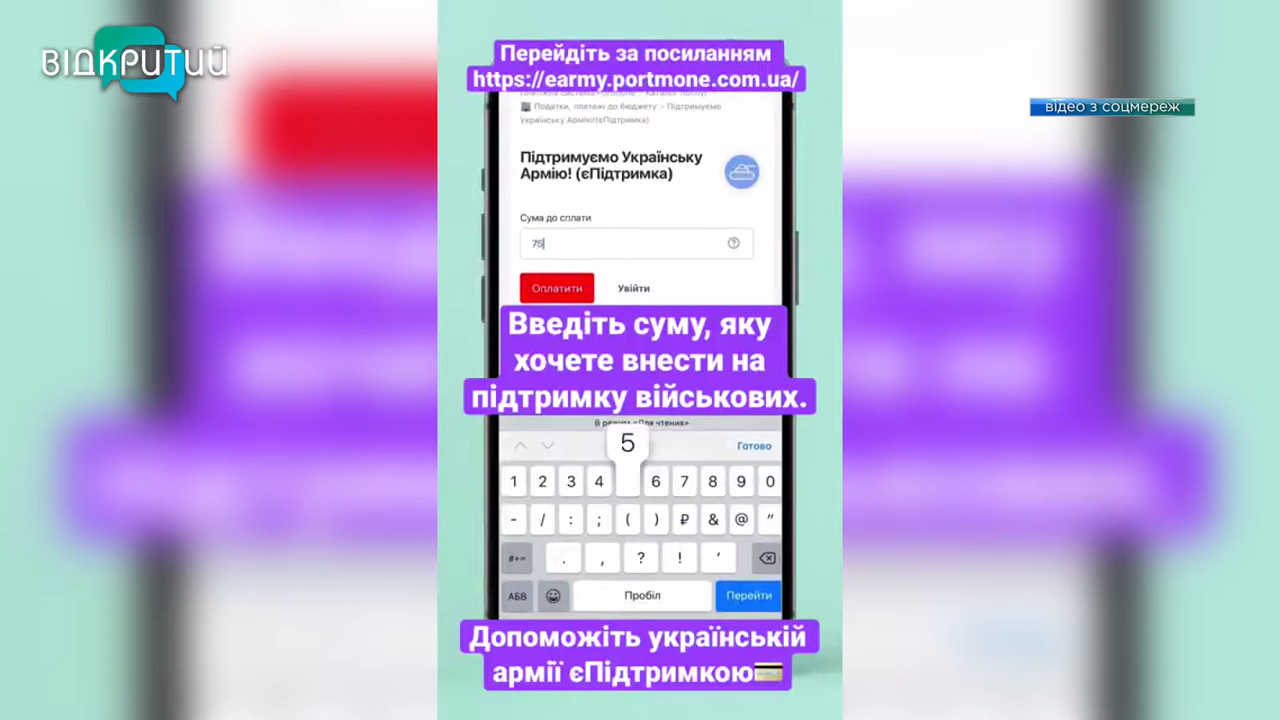 ВІДКРИТИЙ
відео з соцмереж
Перейдіть за посиланням
https://earmy.portmone.com.ua/
Податки, платежі до бюджету > Підтримуємо
Українську Армію!(єПідтримка)
Підтримуємо Українську
Армію! (єПідтримка)
Сума до сплати
75
Оплатити Увійти
Введіть суму, яку
хочете внести на
підтримку військових.
Готово
5
1 2 3 4 6 7 8 9 0
- / : ; ( ) ₽ & @ "
#+= . , ? ! '
АБВ Пробіл Перейти
Допоможіть українській
армії єПідтримкою